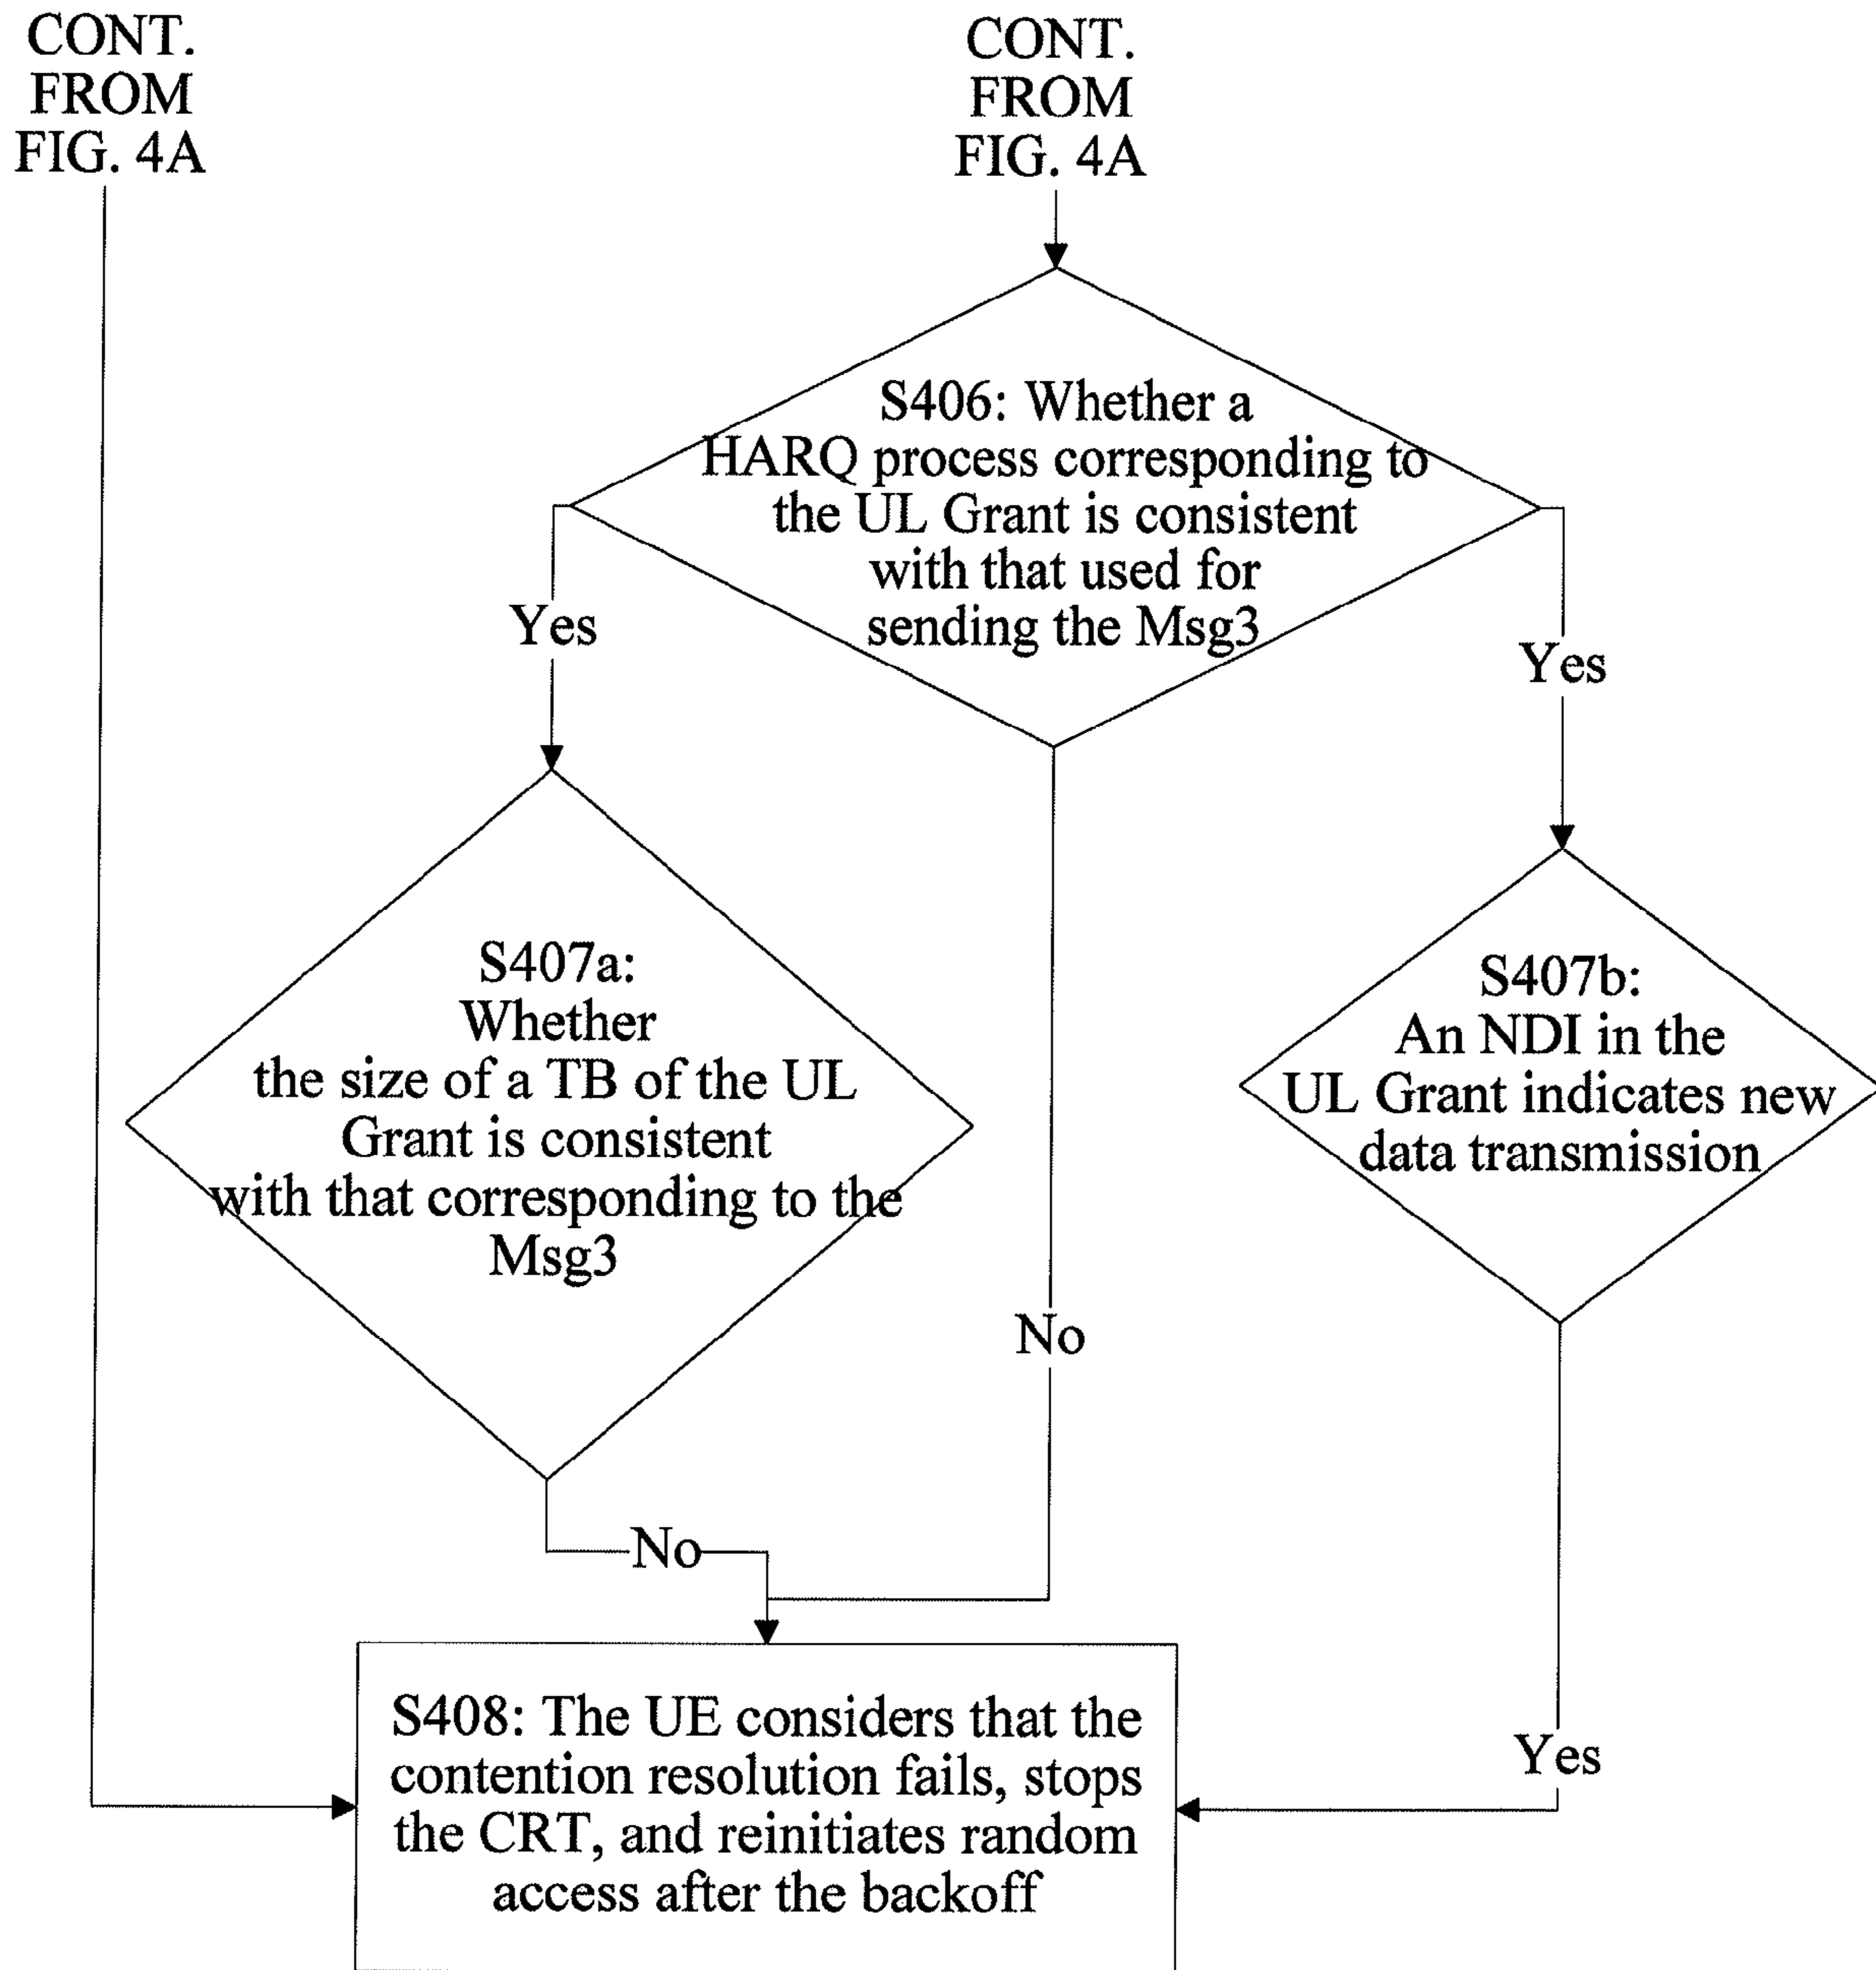 CONT.
FROM
FIG. 4A
CONT.
FROM
FIG. 4A
S406: Whether a
HARQ process corresponding to
the UL Grant is consistent
with that used for
sending the Msg3
Yes
Yes
S407a:
Whether
the size of a TB of the UL
Grant is consistent
with that corresponding to the
Msg3
S407b:
An NDI in the
UL Grant indicates new
data transmission
No
No
Yes
S408: The UE considers that the
contention resolution fails, stops
the CRT, and reinitiates random
access after the backoff